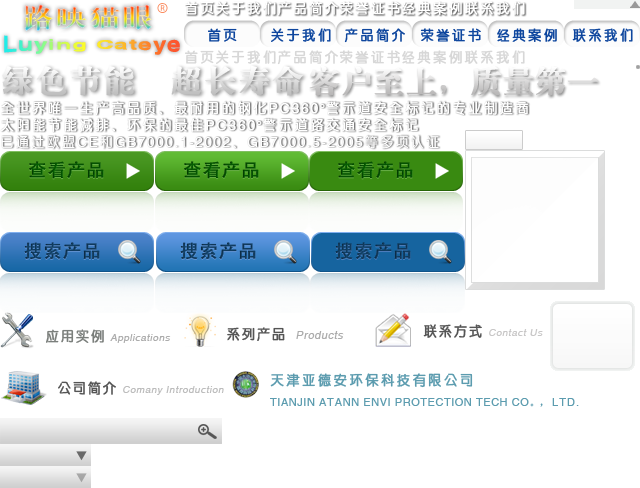 路映猫眼®
Luying Cateye
首页关于我们产品简介荣誉证书经典案例联系我们
首页 关于我们 产品简介 荣誉证书 经典案例 联系我们
首页关于我们产品简介荣誉证书经典案例联系我们
绿色节能 超长寿命客户至上，质量第一
全世界唯一生产高品质、最耐用的钢化PC360°警示道安全标记的专业制造商
太阳能节能减排、环保的最佳PC360°警示道路交通安全标记
已通过欧盟CE和GB7000.1-2002、GB7000.5-2005等多项认证
查看产品 查看产品 查看产品
搜索产品 搜索产品 搜索产品
应用实例 Applications 系列产品 Products 联系方式 Contact Us
公司简介 Comany Introduction
天津亚德安环保科技有限公司
TIANJIN ATANN ENVI PROTECTION TECH CO.，LTD.